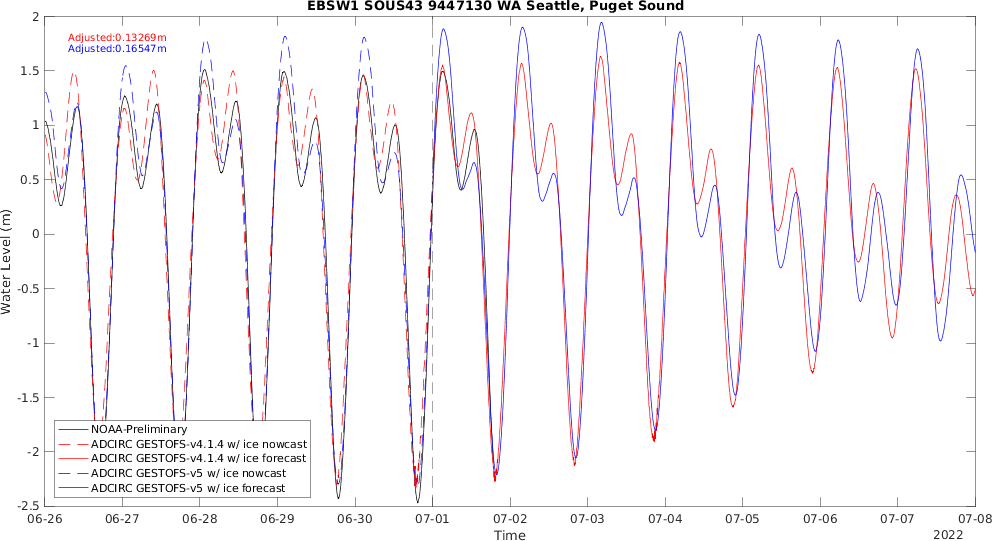 EBSW1 SOUS43 9447130 WA Seattle, Puget Sound
2
Adjusted:0.13269m
Adjusted:0.16547m
1.5
1
0.5
0
-0.5
-1
-1.5
-2
-2.5
Water Level (m)
NOAA-Preliminary
ADCIRC GESTOFS-v4.1.4 w/ ice nowcast
ADCIRC GESTOFS-v4.1.4 w/ ice forecast
ADCIRC GESTOFS-v5 w/ ice nowcast
ADCIRC GESTOFS-v5 w/ ice forecast
06-26 06-27 06-28 06-29 06-30 07-01 07-02 07-03 07-04 07-05 07-06 07-07 07-08
Time
2022